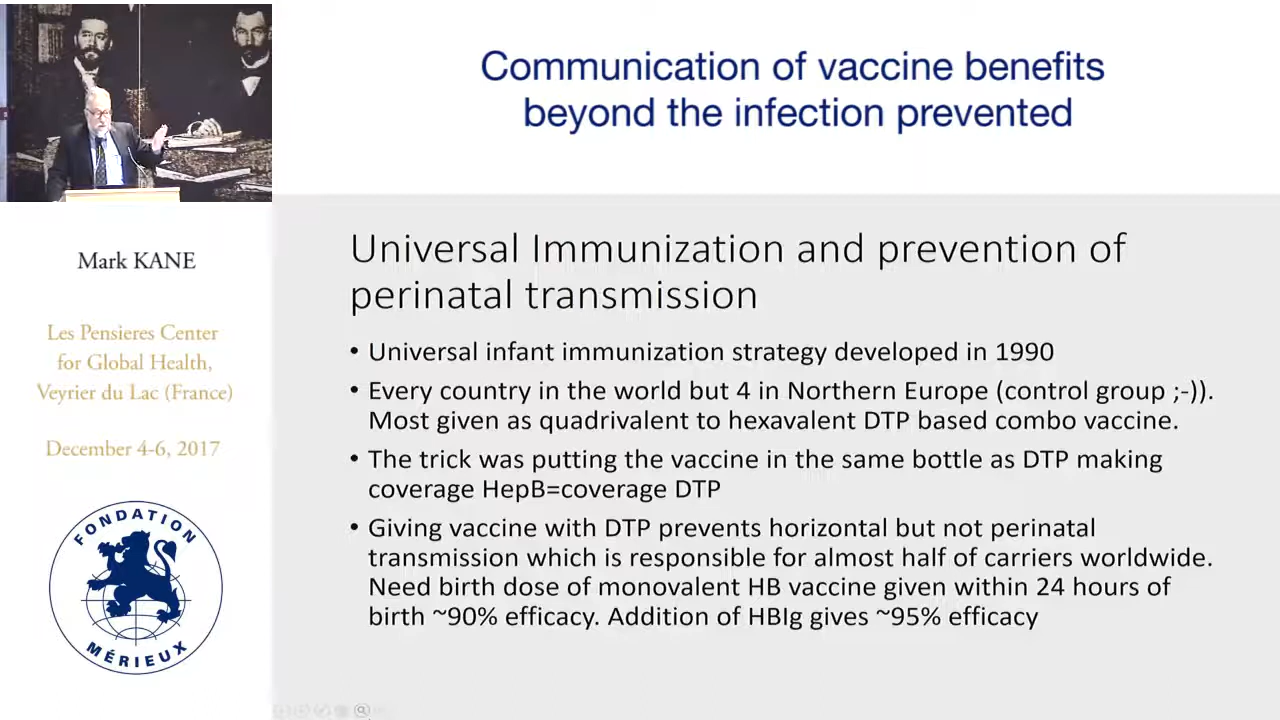 Communication of vaccine benefits
beyond the infection prevented
Mark KANE
Les Pensieres Center
for Global Health,
Veyrier du Lac (France)
December 4-6, 2017
FONDATION
MÉRIEUX
Universal Immunization and prevention of
perinatal transmission
• Universal infant immunization strategy developed in 1990
• Every country in the world but 4 in Northern Europe (control group ;-)).
Most given as quadrivalent to hexavalent DTP based combo vaccine.
• The trick was putting the vaccine in the same bottle as DTP making
coverage HepB=coverage DTP
• Giving vaccine with DTP prevents horizontal but not perinatal
transmission which is responsible for almost half of carriers worldwide.
Need birth dose of monovalent HB vaccine given within 24 hours of
birth ~90% efficacy. Addition of HBIg gives ~95% efficacy